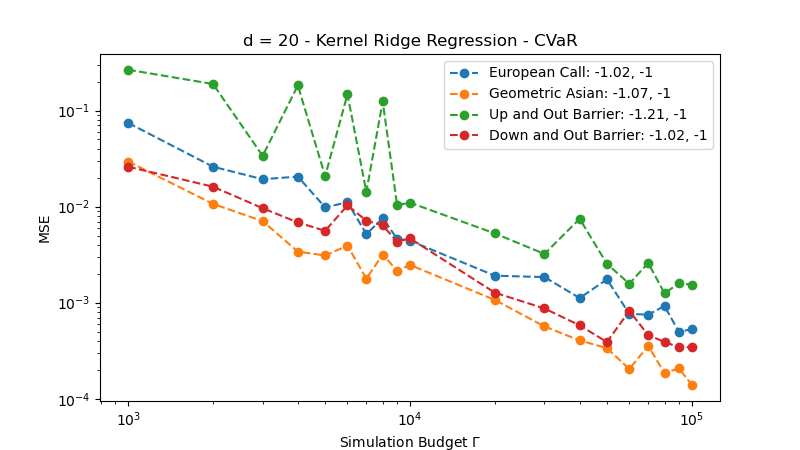 d = 20 - Kernel Ridge Regression - CVaR
European Call: -1.02, -1
Geometric Asian: -1.07, -1
Up and Out Barrier: -1.21, -1
Down and Out Barrier: -1.02, -1
MSE
10⁻¹
10⁻²
10⁻³
10⁻⁴
10³
10⁴
10⁵
Simulation Budget Γ